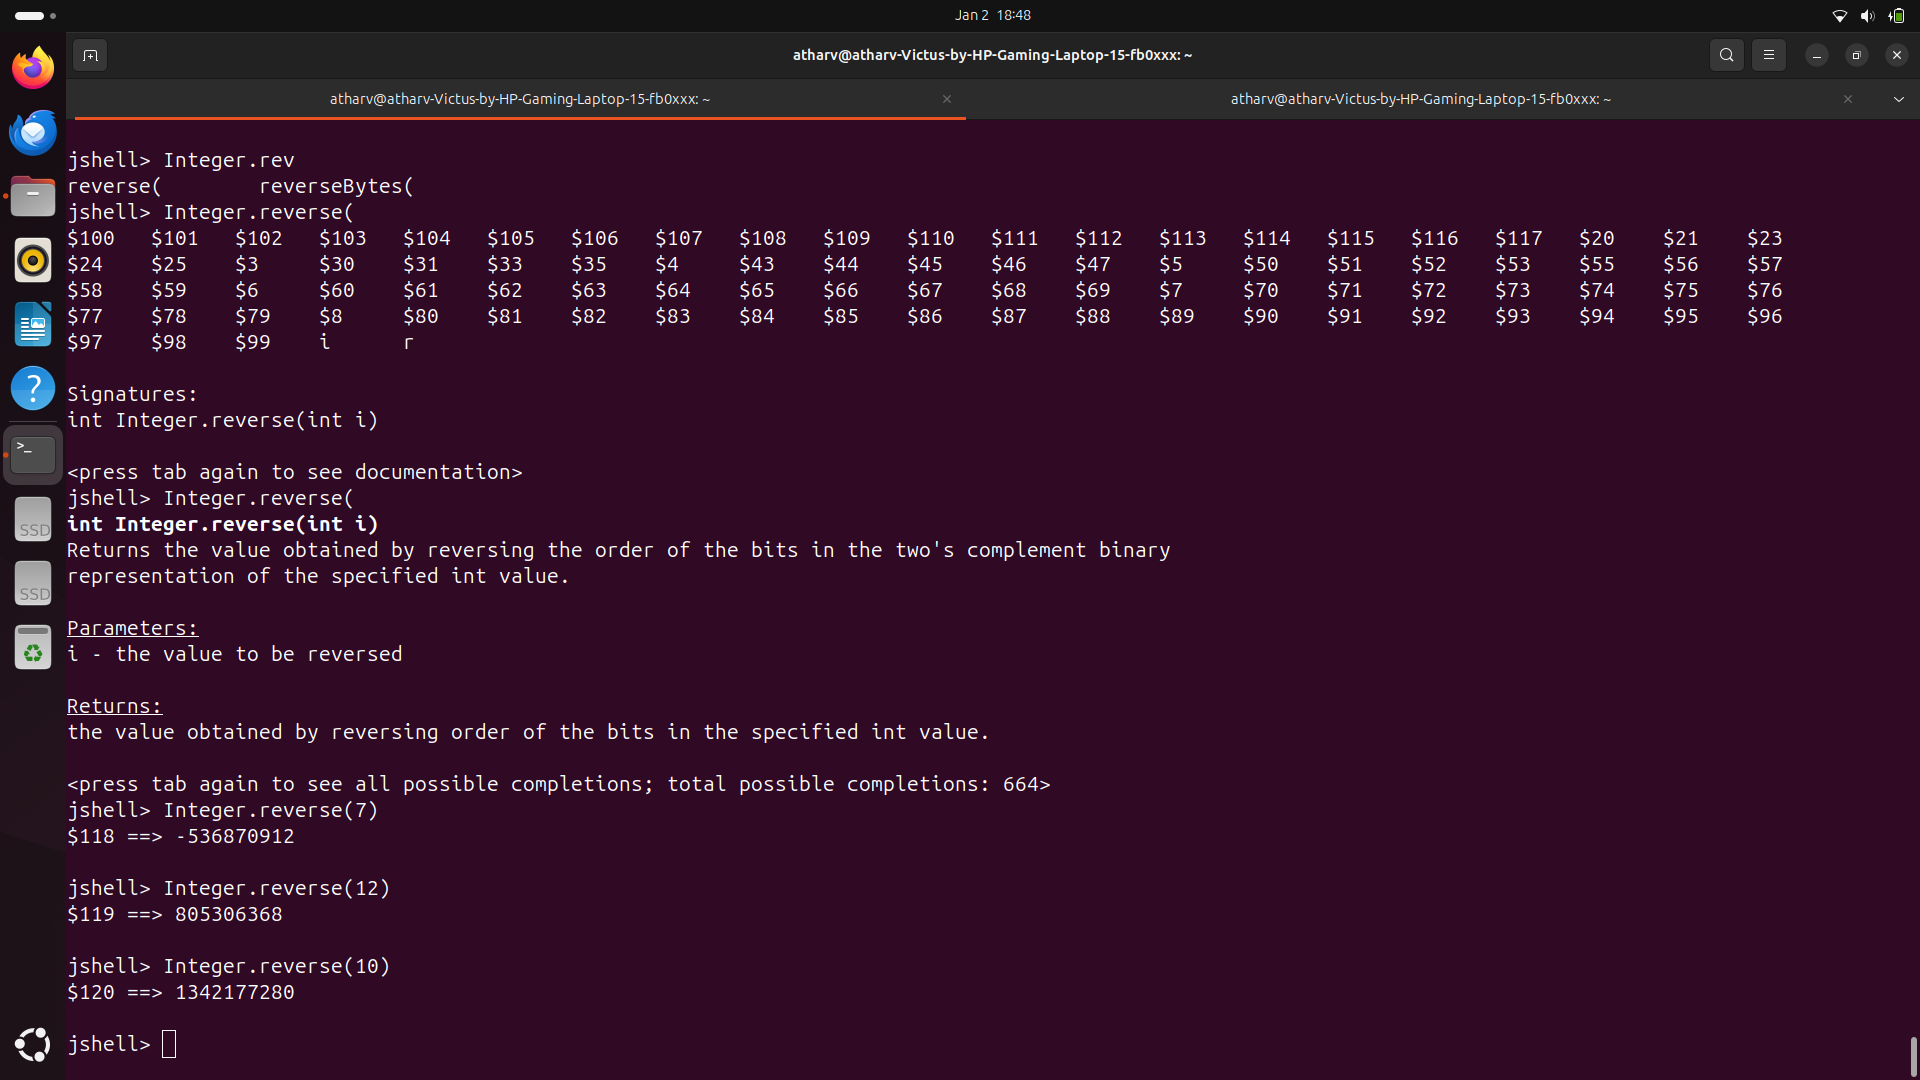 Jan 2 18:48
atharv@atharv-Victus-by-HP-Gaming-Laptop-15-fb0xxx: ~
atharv@atharv-Victus-by-HP-Gaming-Laptop-15-fb0xxx: ~ atharv@atharv-Victus-by-HP-Gaming-Laptop-15-fb0xxx: ~
jshell> Integer.rev
reverse( reverseBytes(
jshell> Integer.reverse(
$100 $101 $102 $103 $104 $105 $106 $107 $108 $109 $110 $111 $112 $113 $114 $115 $116 $117 $20 $21 $23
$24 $25 $3 $30 $31 $33 $35 $4 $43 $44 $45 $46 $47 $5 $50 $51 $52 $53 $55 $56 $57
$58 $59 $6 $60 $61 $62 $63 $64 $65 $66 $67 $68 $69 $7 $70 $71 $72 $73 $74 $75 $76
$77 $78 $79 $8 $80 $81 $82 $83 $84 $85 $86 $87 $88 $89 $90 $91 $92 $93 $94 $95 $96
$97 $98 $99 i r
Signatures:
int Integer.reverse(int i)
<press tab again to see documentation>
jshell> Integer.reverse(
int Integer.reverse(int i)
Returns the value obtained by reversing the order of the bits in the two's complement binary
representation of the specified int value.
Parameters:
i - the value to be reversed
Returns:
the value obtained by reversing order of the bits in the specified int value.
<press tab again to see all possible completions; total possible completions: 664>
jshell> Integer.reverse(7)
$118 ==> -536870912
jshell> Integer.reverse(12)
$119 ==> 805306368
jshell> Integer.reverse(10)
$120 ==> 1342177280
jshell>
SSD
SSD